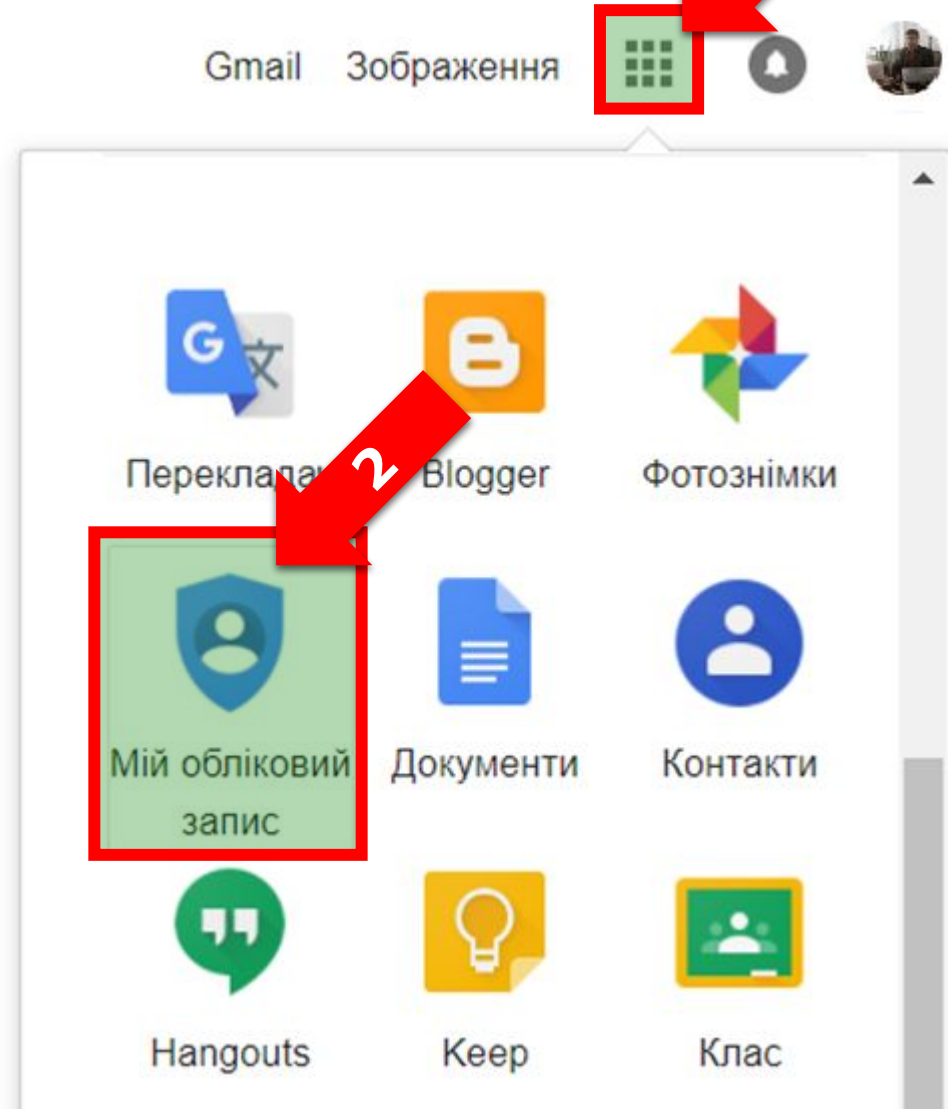 Gmail Зображення
Blogger Фотознімки
2
Мій обліковий Документи Контакти
запис
Hangouts Keep Клас